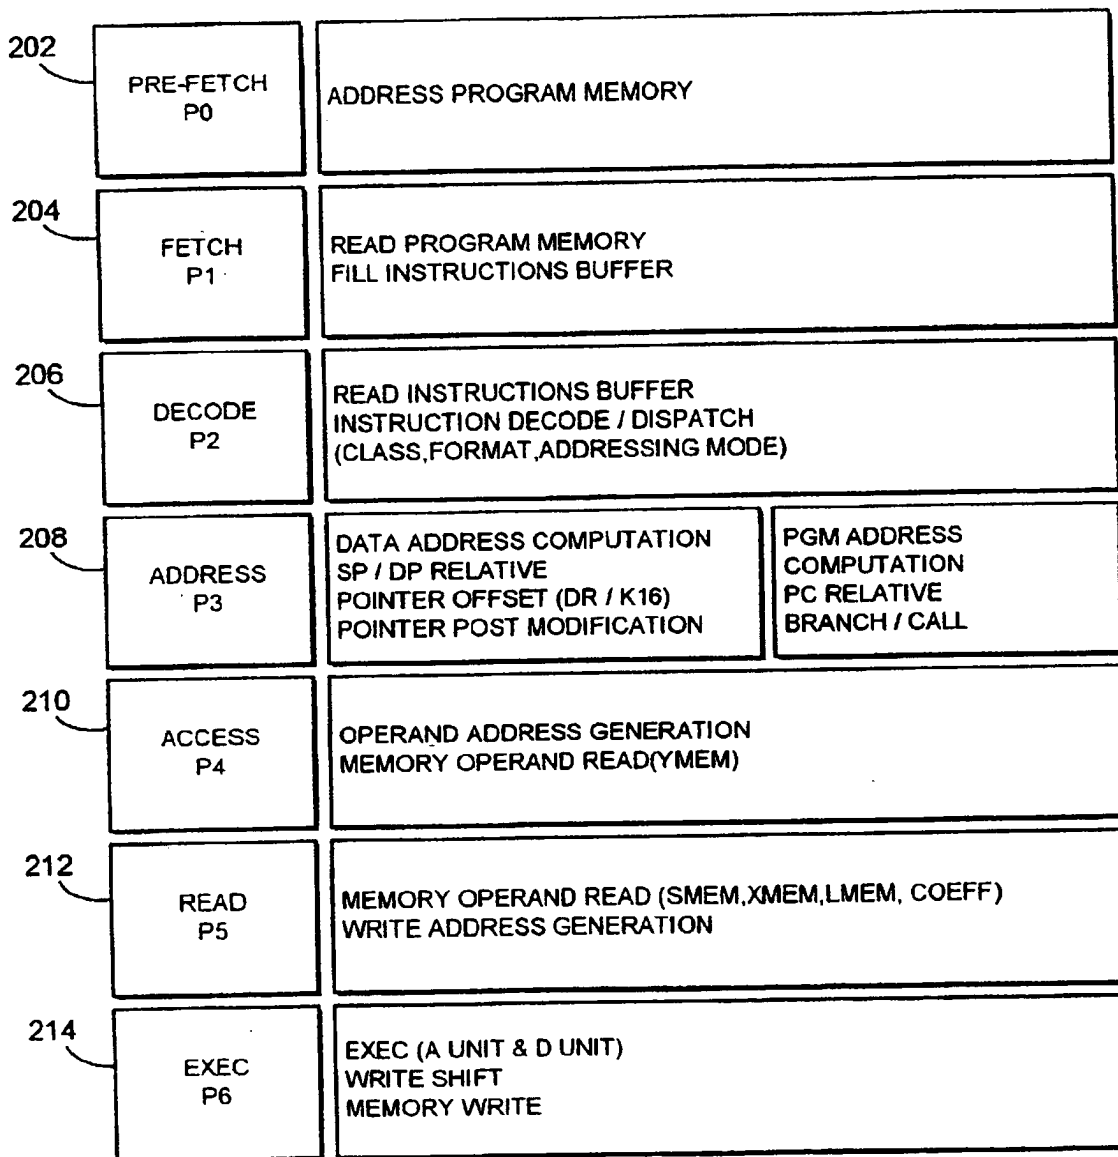 202
PRE-FETCH
P0
ADDRESS PROGRAM MEMORY
204
FETCH
P1
READ PROGRAM MEMORY
FILL INSTRUCTIONS BUFFER
206
DECODE
P2
READ INSTRUCTIONS BUFFER
INSTRUCTION DECODE / DISPATCH
(CLASS,FORMAT,ADDRESSING MODE)
208
ADDRESS
P3
DATA ADDRESS COMPUTATION
SP / DP RELATIVE
POINTER OFFSET (DR / K16)
POINTER POST MODIFICATION
PGM ADDRESS
COMPUTATION
PC RELATIVE
BRANCH / CALL
210
ACCESS
P4
OPERAND ADDRESS GENERATION
MEMORY OPERAND READ(YMEM)
212
READ
P5
MEMORY OPERAND READ (SMEM,XMEM,LMEM, COEFF)
WRITE ADDRESS GENERATION
214
EXEC
P6
EXEC (A UNIT & D UNIT)
WRITE SHIFT
MEMORY WRITE